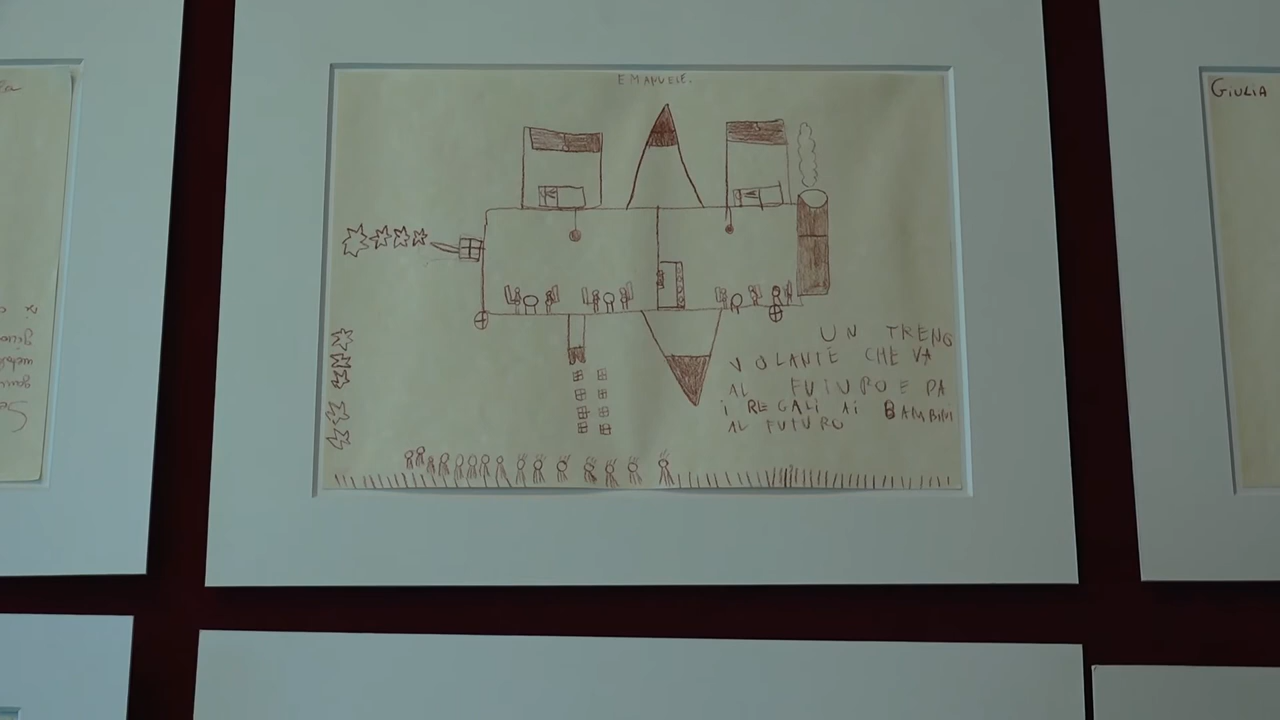 EMANUELE.
UN TRENO
VOLANTE CHE VA
AL FUTURO E DA
i REGALI Ai BAMBINI
AL FUTURO
GIULIA